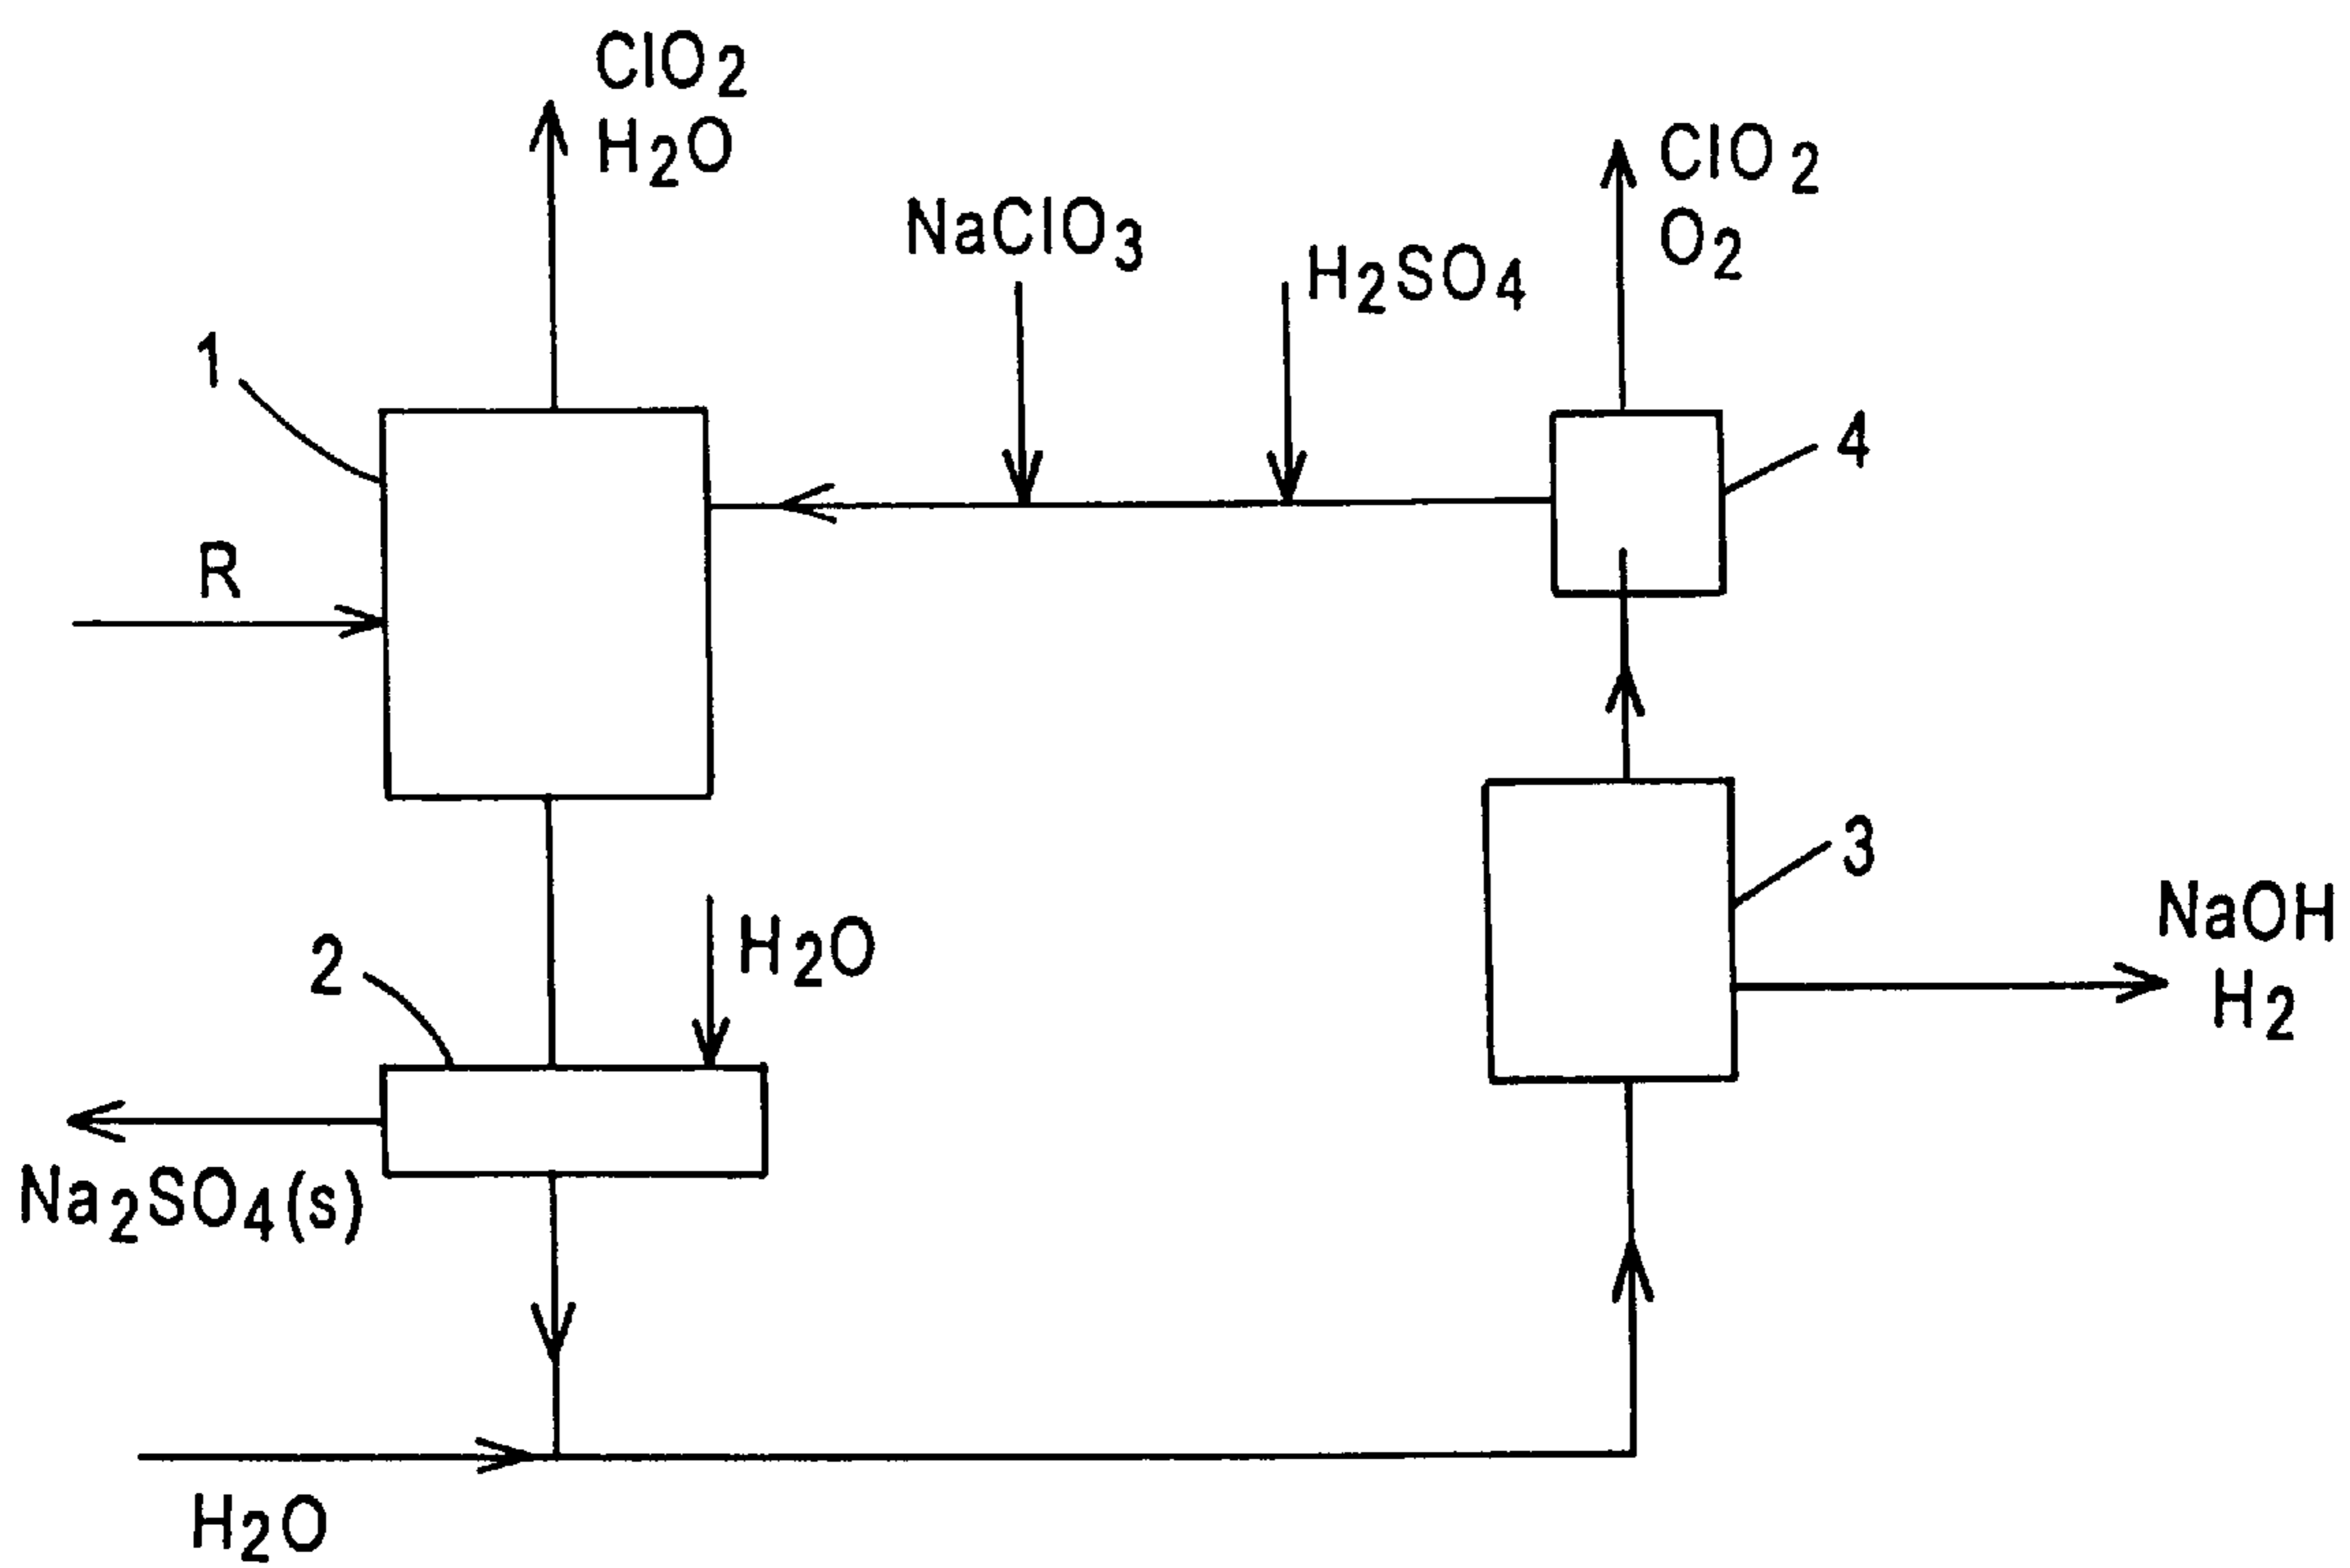 ClO₂
H₂O
ClO₂
O₂
NaClO₃
H₂SO₄
1
4
R
3
NaOH
H₂
2
H₂O
Na₂SO₄(s)
H₂O